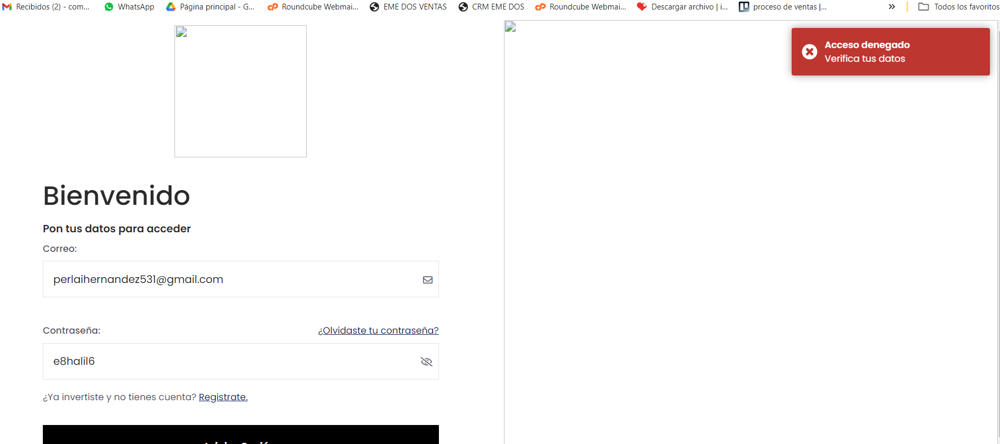 Recibidos (2) - com... WhatsApp Página principal - G... Roundcube Webmai... EME DOS VENTAS CRM EME DOS Roundcube Webmai... Descargar archivo | i... proceso de ventas |... » Todos los favoritos
Acceso denegado
Verifica tus datos
Bienvenido
Pon tus datos para acceder
Correo:
perlaihernandez531@gmail.com
Contraseña: ¿Olvidaste tu contraseña?
e8halil6
¿Ya invertiste y no tienes cuenta? Registrate.